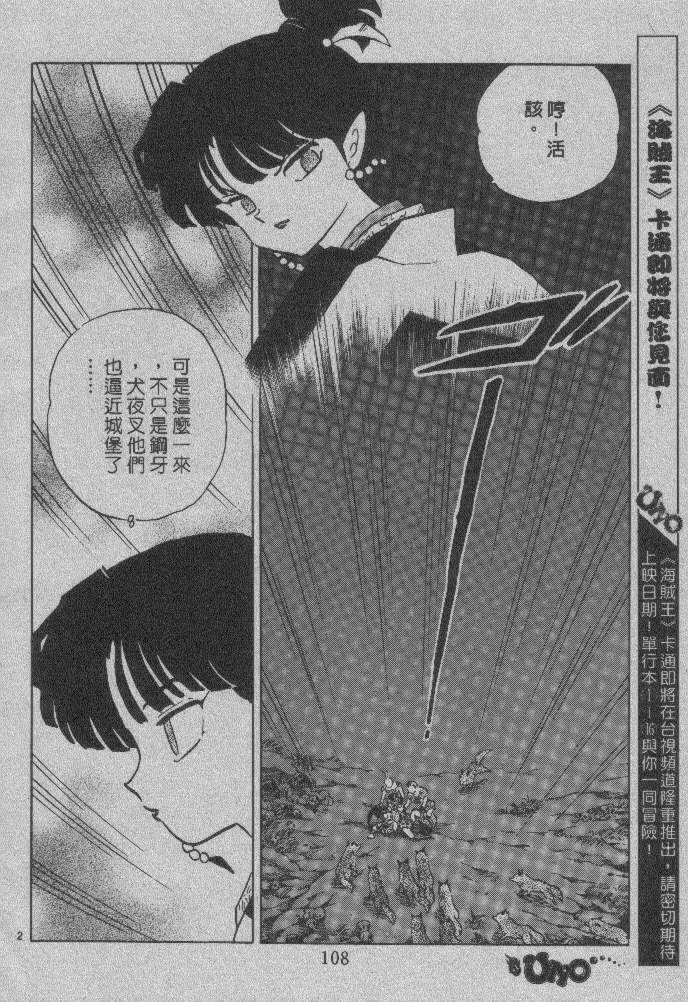 哼！活
該。
ゴ
可是這麼一來
，不只是鋼牙
，犬夜叉他們
也逼近城堡了
……
《海賊王》卡通即將與你見面！
UNO
《海賊王》卡通即將在台視頻道隆重推出，請密切期待
上映日期！單行本1－16與你一同冒險！
2
108
UNO